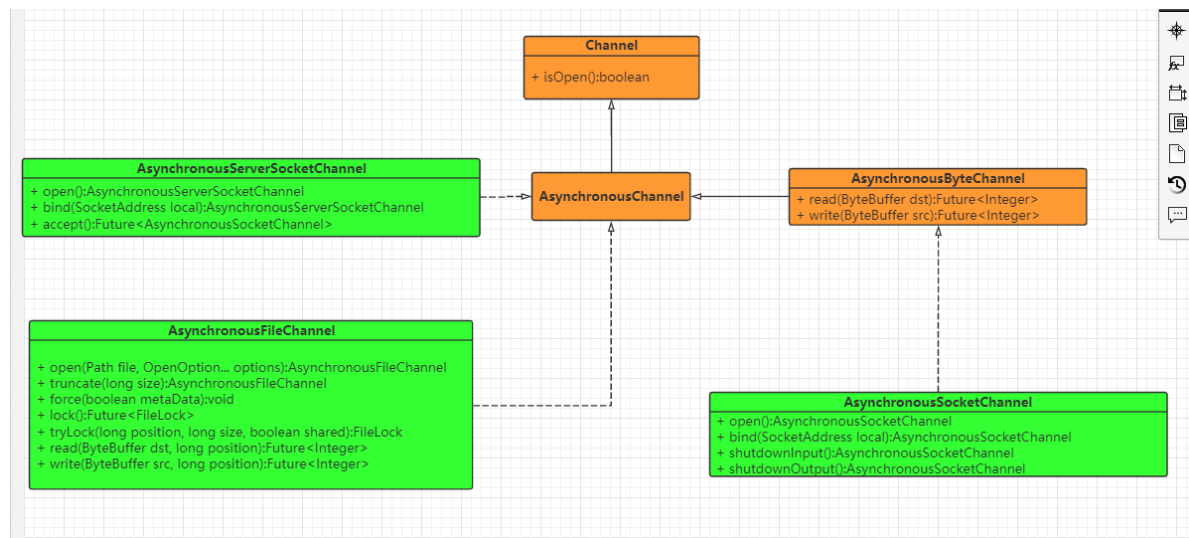 Channel
+ isOpen():boolean
AsynchronousServerSocketChannel
+ open():AsynchronousServerSocketChannel
+ bind(SocketAddress local):AsynchronousServerSocketChannel
+ accept():Future<AsynchronousSocketChannel>
AsynchronousChannel
AsynchronousByteChannel
+ read(ByteBuffer dst):Future<Integer>
+ write(ByteBuffer src):Future<Integer>
AsynchronousFileChannel
+ open(Path file, OpenOption... options):AsynchronousFileChannel
+ truncate(long size):AsynchronousFileChannel
+ force(boolean metaData):void
+ lock():Future<FileLock>
+ tryLock(long position, long size, boolean shared):FileLock
+ read(ByteBuffer dst, long position):Future<Integer>
+ write(ByteBuffer src, long position):Future<Integer>
AsynchronousSocketChannel
+ open():AsynchronousSocketChannel
+ bind(SocketAddress local):AsynchronousSocketChannel
+ shutdownInput():AsynchronousSocketChannel
+ shutdownOutput():AsynchronousSocketChannel